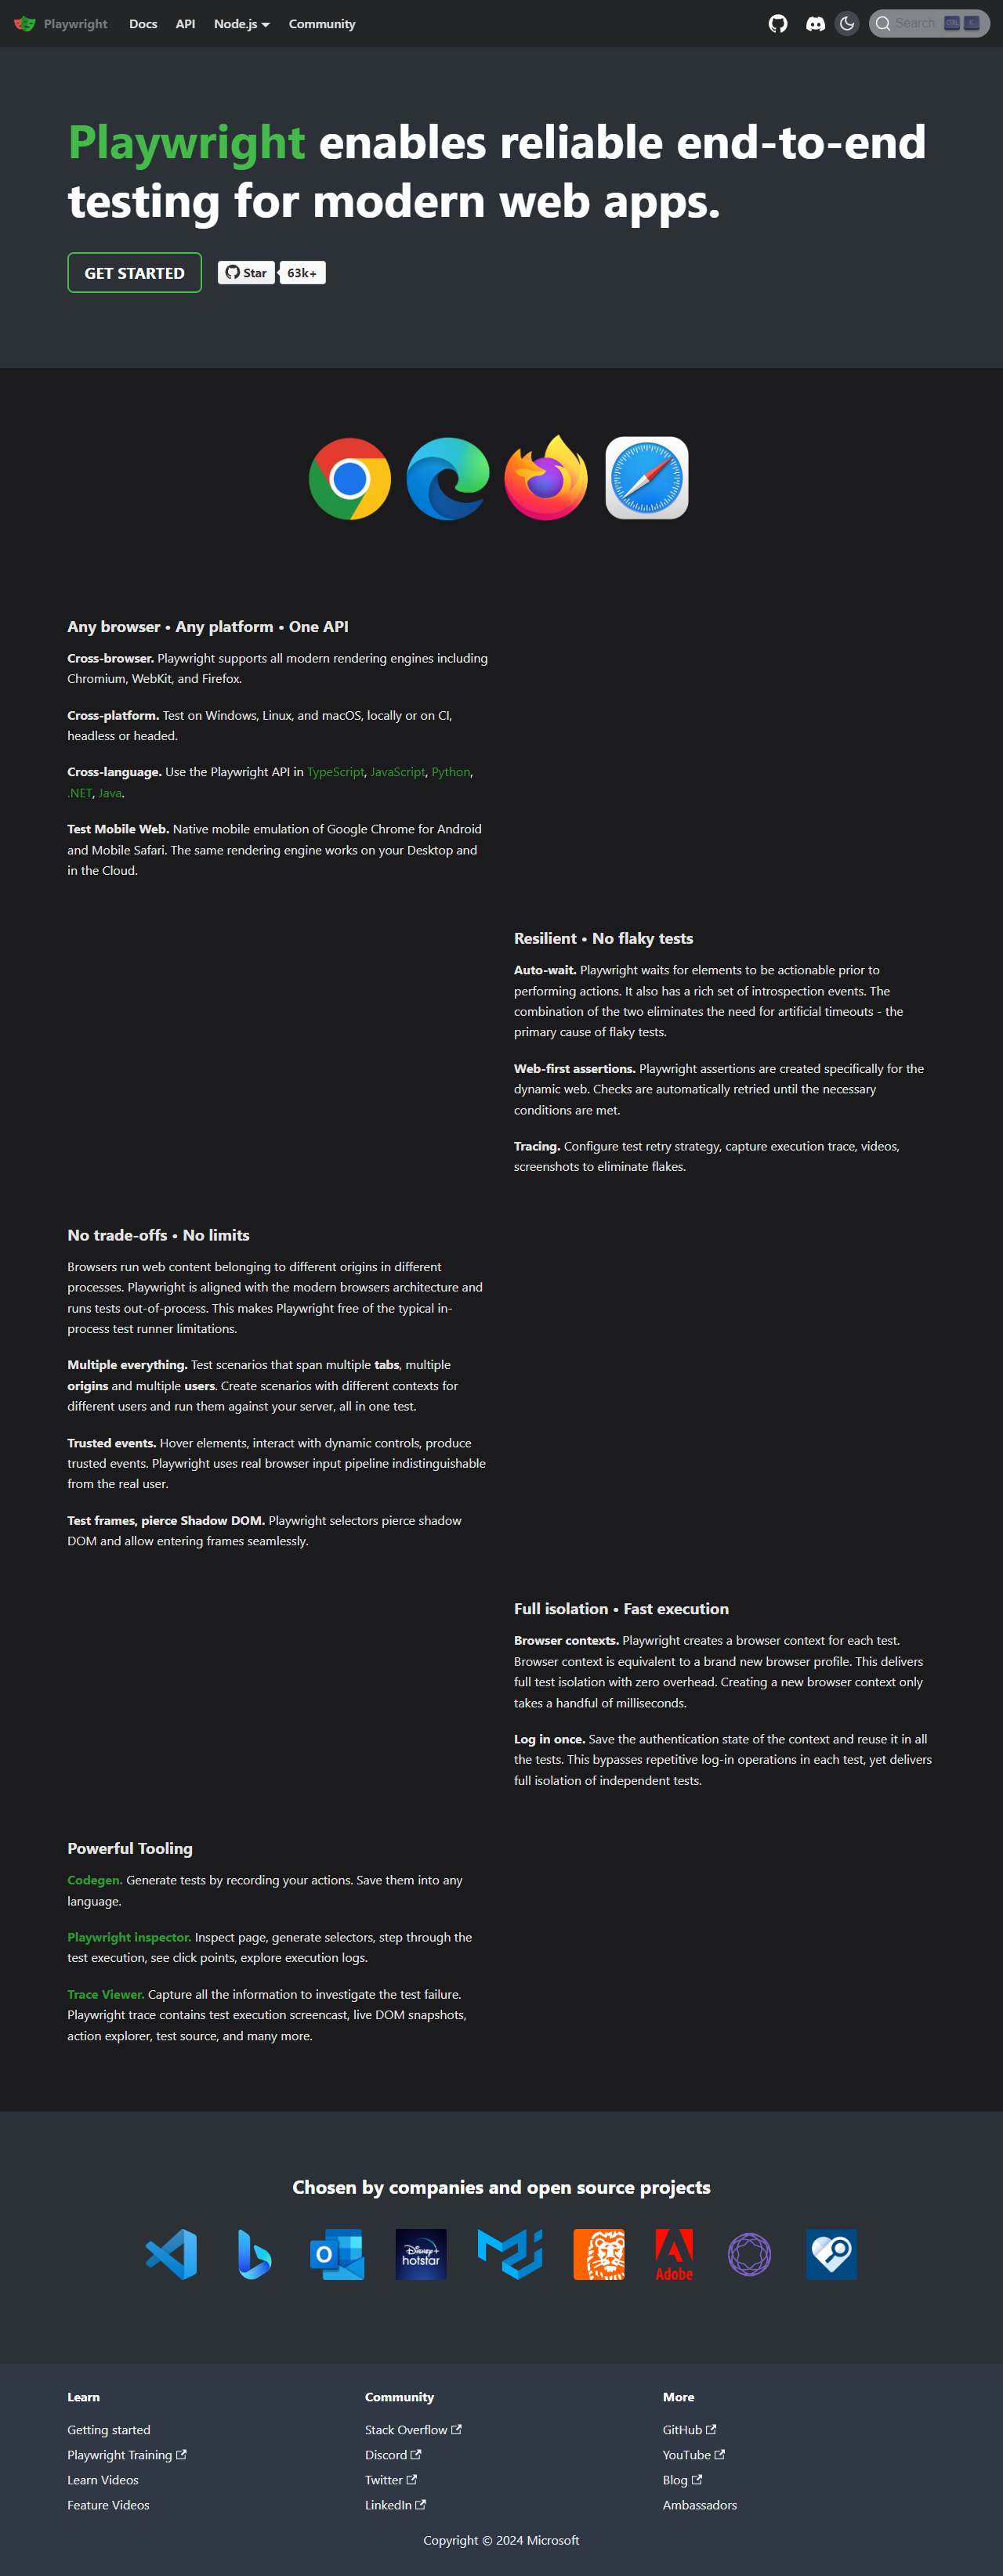 Playwright Docs API Node.js Community Search
Playwright enables reliable end-to-end
testing for modern web apps.
GET STARTED Star 63k+
Any browser • Any platform • One API
Cross-browser. Playwright supports all modern rendering engines including
Chromium, WebKit, and Firefox.
Cross-platform. Test on Windows, Linux, and macOS, locally or on CI,
headless or headed.
Cross-language. Use the Playwright API in TypeScript, JavaScript, Python,
.NET, Java.
Test Mobile Web. Native mobile emulation of Google Chrome for Android
and Mobile Safari. The same rendering engine works on your Desktop and
in the Cloud.
Resilient • No flaky tests
Auto-wait. Playwright waits for elements to be actionable prior to
performing actions. It also has a rich set of introspection events. The
combination of the two eliminates the need for artificial timeouts - the
primary cause of flaky tests.
Web-first assertions. Playwright assertions are created specifically for the
dynamic web. Checks are automatically retried until the necessary
conditions are met.
Tracing. Configure test retry strategy, capture execution trace, videos,
screenshots to eliminate flakes.
No trade-offs • No limits
Browsers run web content belonging to different origins in different
processes. Playwright is aligned with the modern browsers architecture and
runs tests out-of-process. This makes Playwright free of the typical in-
process test runner limitations.
Multiple everything. Test scenarios that span multiple tabs, multiple
origins and multiple users. Create scenarios with different contexts for
different users and run them against your server, all in one test.
Trusted events. Hover elements, interact with dynamic controls, produce
trusted events. Playwright uses real browser input pipeline indistinguishable
from the real user.
Test frames, pierce Shadow DOM. Playwright selectors pierce shadow
DOM and allow entering frames seamlessly.
Full isolation • Fast execution
Browser contexts. Playwright creates a browser context for each test.
Browser context is equivalent to a brand new browser profile. This delivers
full test isolation with zero overhead. Creating a new browser context only
takes a handful of milliseconds.
Log in once. Save the authentication state of the context and reuse it in all
the tests. This bypasses repetitive log-in operations in each test, yet delivers
full isolation of independent tests.
Powerful Tooling
Codegen. Generate tests by recording your actions. Save them into any
language.
Playwright inspector. Inspect page, generate selectors, step through the
test execution, see click points, explore execution logs.
Trace Viewer. Capture all the information to investigate the test failure.
Playwright trace contains test execution screencast, live DOM snapshots,
action explorer, test source, and many more.
Chosen by companies and open source projects
O
Disney+
hotstar
ING
Adobe
Learn
Getting started
Playwright Training
Learn Videos
Feature Videos
Community
Stack Overflow
Discord
Twitter
LinkedIn
More
GitHub
YouTube
Blog
Ambassadors
Copyright © 2024 Microsoft